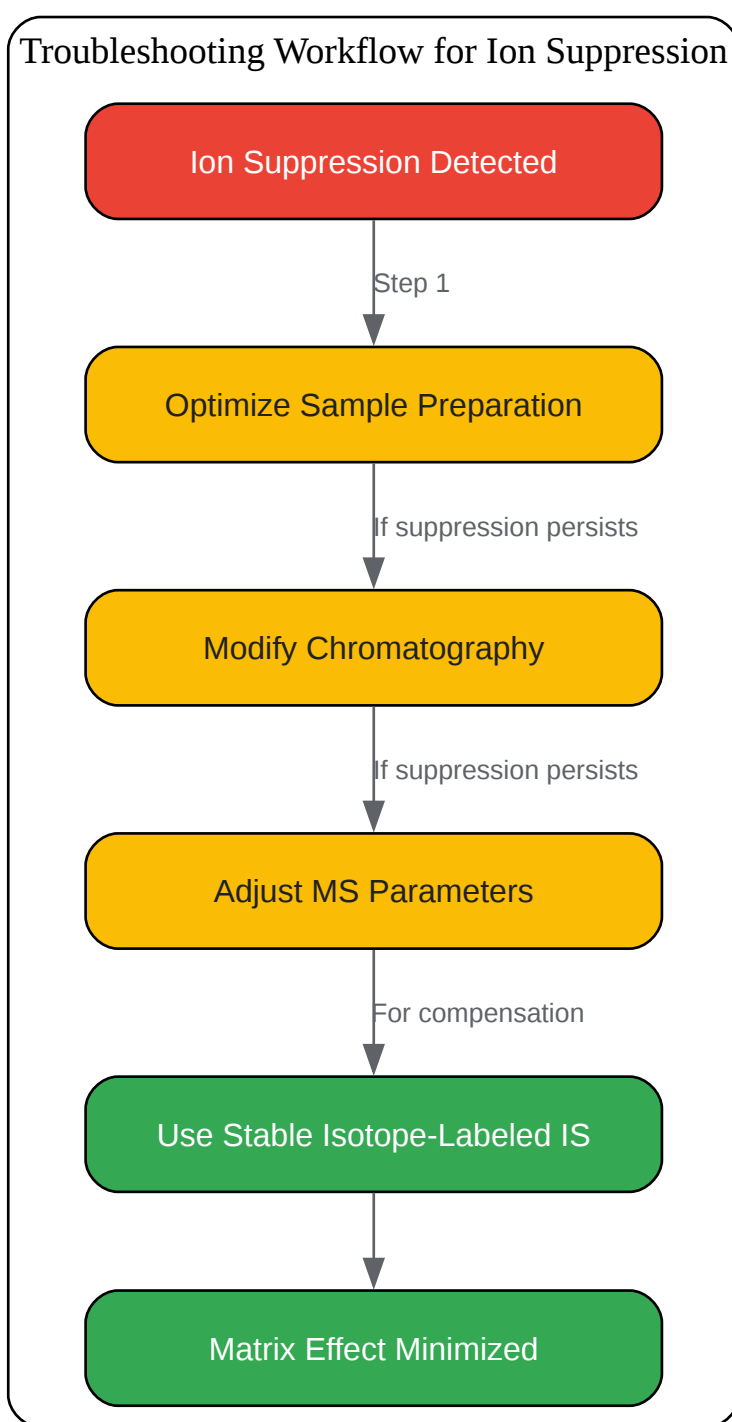 Troubleshooting Workflow for Ion Suppression
Ion Suppression Detected
Step 1
Optimize Sample Preparation
If suppression persists
Modify Chromatography
If suppression persists
Adjust MS Parameters
For compensation
Use Stable Isotope-Labeled IS
Matrix Effect Minimized